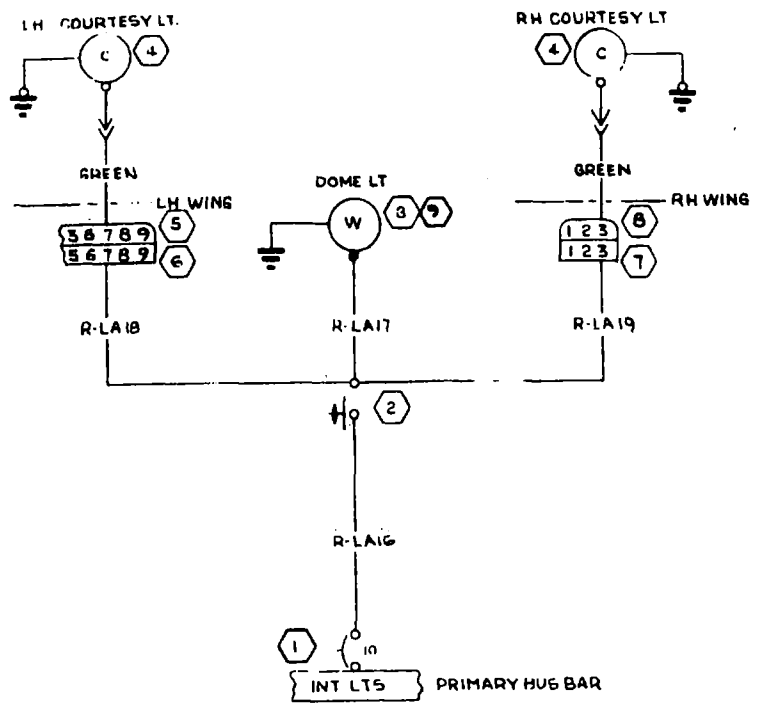 LH COURTESY LT.
RH COURTESY LT
C
4
4
C
GREEN
GREEN
DOME LT
LH WING
RH WING
W
3
9
5 6 7 8 9
5
5 6 7 8 9
6
1 2 3
8
1 2 3
7
R-LA18
R-LA17
R-LA19
2
R-LA16
1
10
INT LTS
PRIMARY BUS BAR